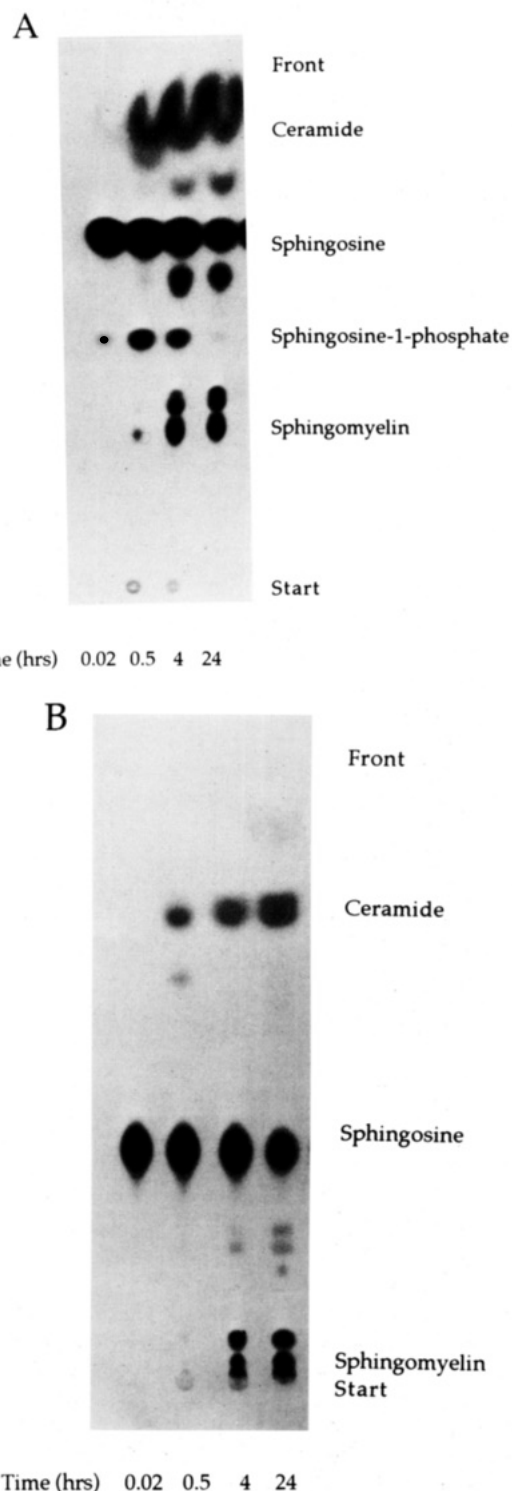 A
Front
Ceramide
Sphingosine
Sphingosine-1-phosphate
Sphingomyelin
Start
(hrs) 0.02 0.5 4 24
B
Front
Ceramide
Sphingosine
Sphingomyelin
Start
Time (hrs) 0.02 0.5 4 24